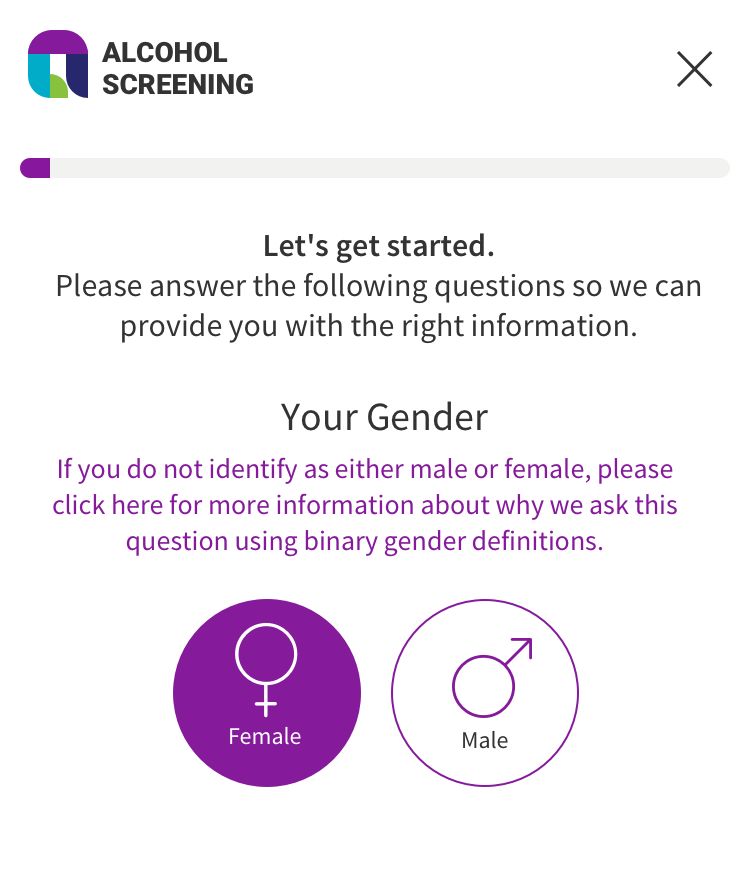 ALCOHOL
SCREENING
Let's get started.
Please answer the following questions so we can
provide you with the right information.
Your Gender
If you do not identify as either male or female, please
click here for more information about why we ask this
question using binary gender definitions.
Female
Male